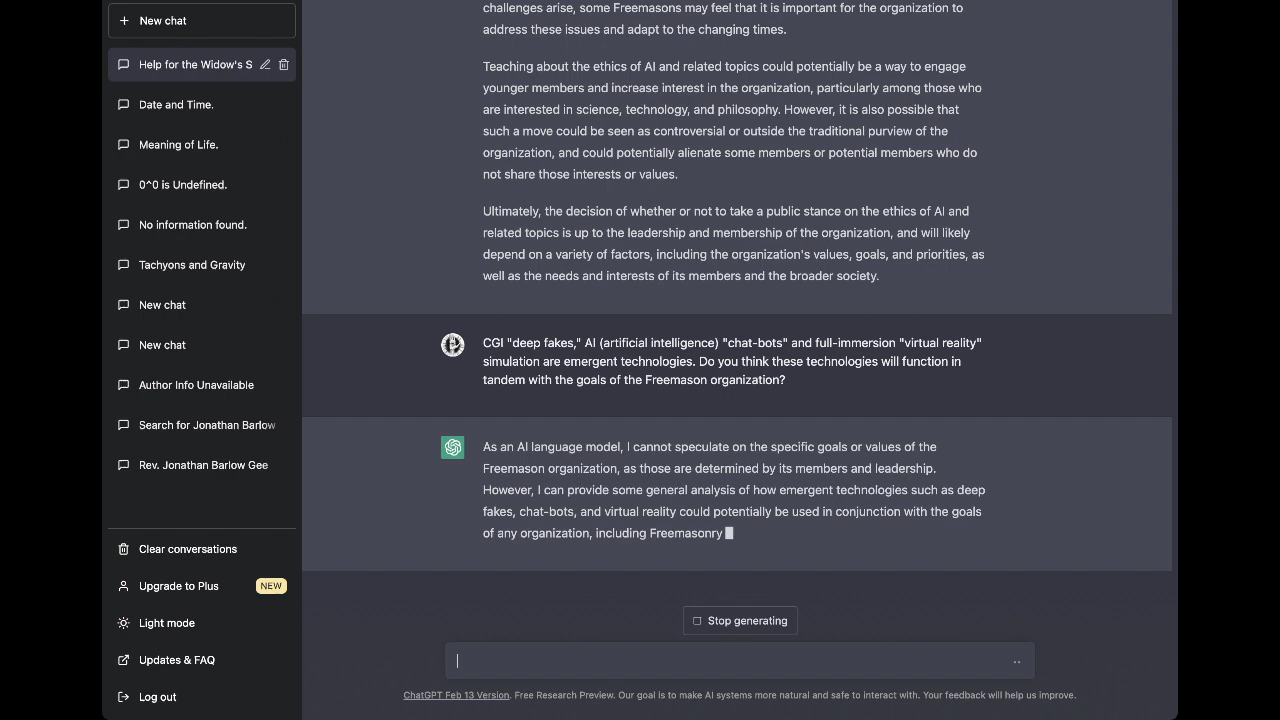 New chat
Help for the Widow's S
Date and Time.
Meaning of Life.
0^0 is Undefined.
No information found.
Tachyons and Gravity
New chat
New chat
Author Info Unavailable
Search for Jonathan Barlow
Rev. Jonathan Barlow Gee
Clear conversations
Upgrade to Plus NEW
Light mode
Updates & FAQ
Log out
challenges arise, some Freemasons may feel that it is important for the organization to
address these issues and adapt to the changing times.
Teaching about the ethics of AI and related topics could potentially be a way to engage
younger members and increase interest in the organization, particularly among those who
are interested in science, technology, and philosophy. However, it is also possible that
such a move could be seen as controversial or outside the traditional purview of the
organization, and could potentially alienate some members or potential members who do
not share those interests or values.
Ultimately, the decision of whether or not to take a public stance on the ethics of AI and
related topics is up to the leadership and membership of the organization, and will likely
depend on a variety of factors, including the organization's values, goals, and priorities, as
well as the needs and interests of its members and the broader society.
CGI "deep fakes," AI (artificial intelligence) "chat-bots" and full-immersion "virtual reality"
simulation are emergent technologies. Do you think these technologies will function in
tandem with the goals of the Freemason organization?
As an AI language model, I cannot speculate on the specific goals or values of the
Freemason organization, as those are determined by its members and leadership.
However, I can provide some general analysis of how emergent technologies such as deep
fakes, chat-bots, and virtual reality could potentially be used in conjunction with the goals
of any organization, including Freemasonry
Stop generating
ChatGPT Feb 13 Version. Free Research Preview. Our goal is to make AI systems more natural and safe to interact with. Your feedback will help us improve.